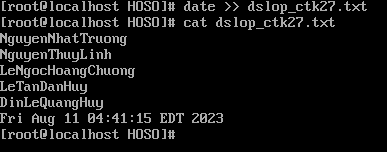 [root@localhost HOSO]# date >> dslop_ctk27.txt
[root@localhost HOSO]# cat dslop_ctk27.txt
NguyenNhatTruong
NguyenThuyLinh
LeNgocHoangChuong
LeTanDanHuy
DinLeQuangHuy
Fri Aug 11 04:41:15 EDT 2023
[root@localhost HOSO]#